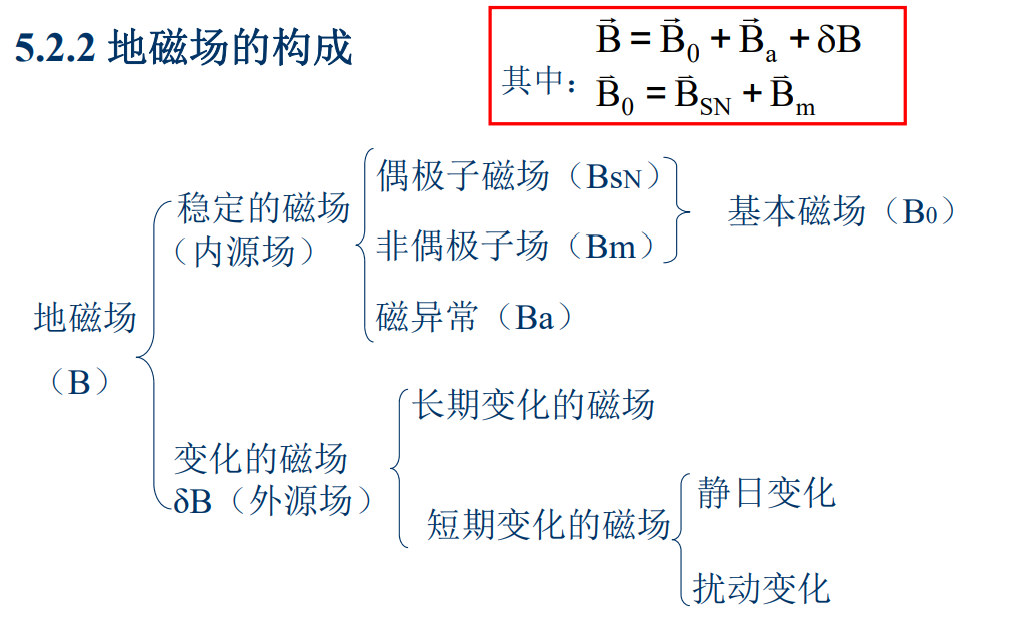 5.2.2 地磁场的构成
B⃗ = B⃗₀ + B⃗ₐ + δB
其中：B⃗₀ = B⃗_SN + B⃗_m
偶极子磁场（BSN）
稳定的磁场
基本磁场（B0）
（内源场）
非偶极子场（Bm）
地磁场
磁异常（Ba）
（B）
长期变化的磁场
变化的磁场
δB（外源场）
静日变化
短期变化的磁场
扰动变化